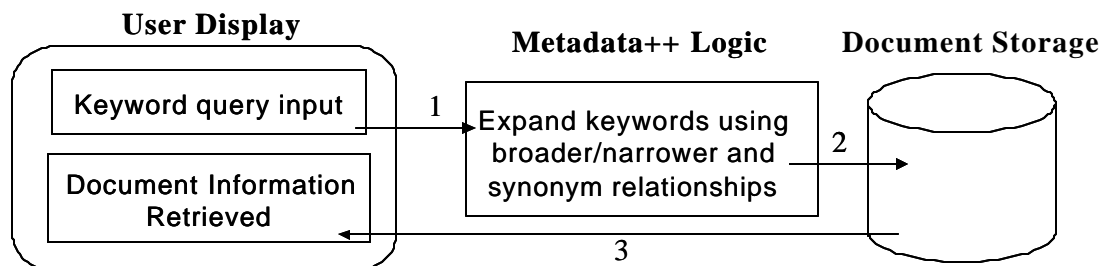 User Display
Metadata++ Logic
Document Storage
Keyword query input
1
Expand keywords using
broader/narrower and
synonym relationships
2
Document Information
Retrieved
3